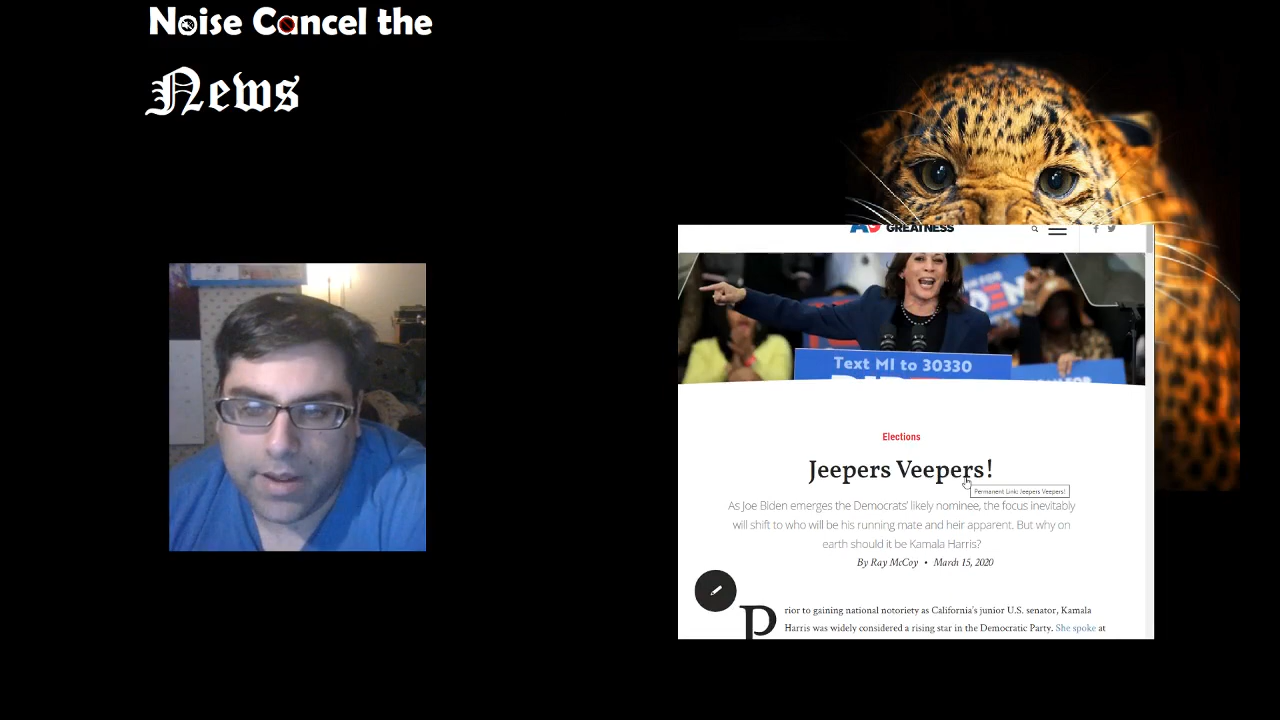 Noise Cancel the
News
GREATNESS
Text MI to 30330
Elections
Jeepers Veepers!
Permanent Link: Jeepers Veepers!
As Joe Biden emerges the Democrats' likely nominee, the focus inevitably
will shift to who will be his running mate and heir apparent. But why on
earth should it be Kamala Harris?
By Ray McCoy • March 15, 2020
Prior to gaining national notoriety as California's junior U.S. senator, Kamala
Harris was widely considered a rising star in the Democratic Party. She spoke at